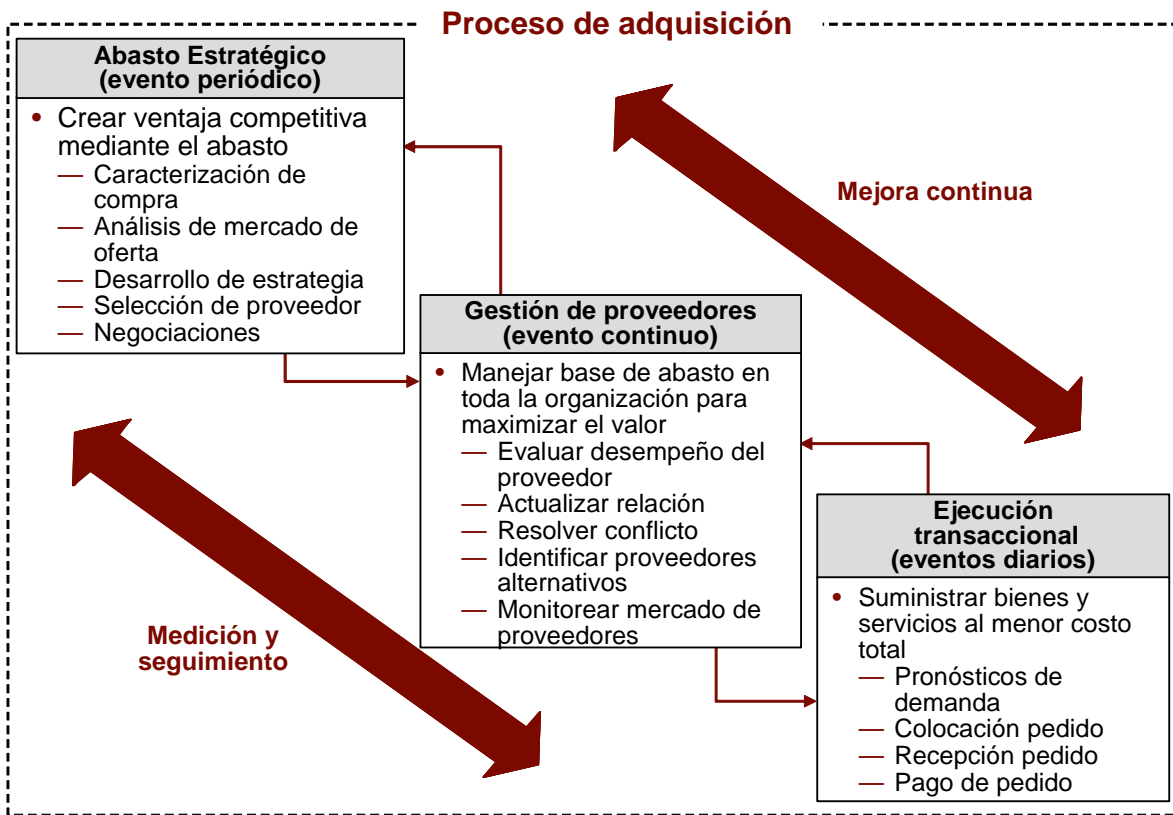 Proceso de adquisición
Abasto Estratégico
(evento periódico)
• Crear ventaja competitiva
mediante el abasto
— Caracterización de
compra
— Análisis de mercado de
oferta
— Desarrollo de estrategia
— Selección de proveedor
— Negociaciones
Mejora continua
Gestión de proveedores
(evento continuo)
• Manejar base de abasto en
toda la organización para
maximizar el valor
— Evaluar desempeño del
proveedor
— Actualizar relación
— Resolver conflicto
— Identificar proveedores
alternativos
— Monitorear mercado de
proveedores
Medición y
seguimiento
Ejecución
transaccional
(eventos diarios)
• Suministrar bienes y
servicios al menor costo
total
— Pronósticos de
demanda
— Colocación pedido
— Recepción pedido
— Pago de pedido